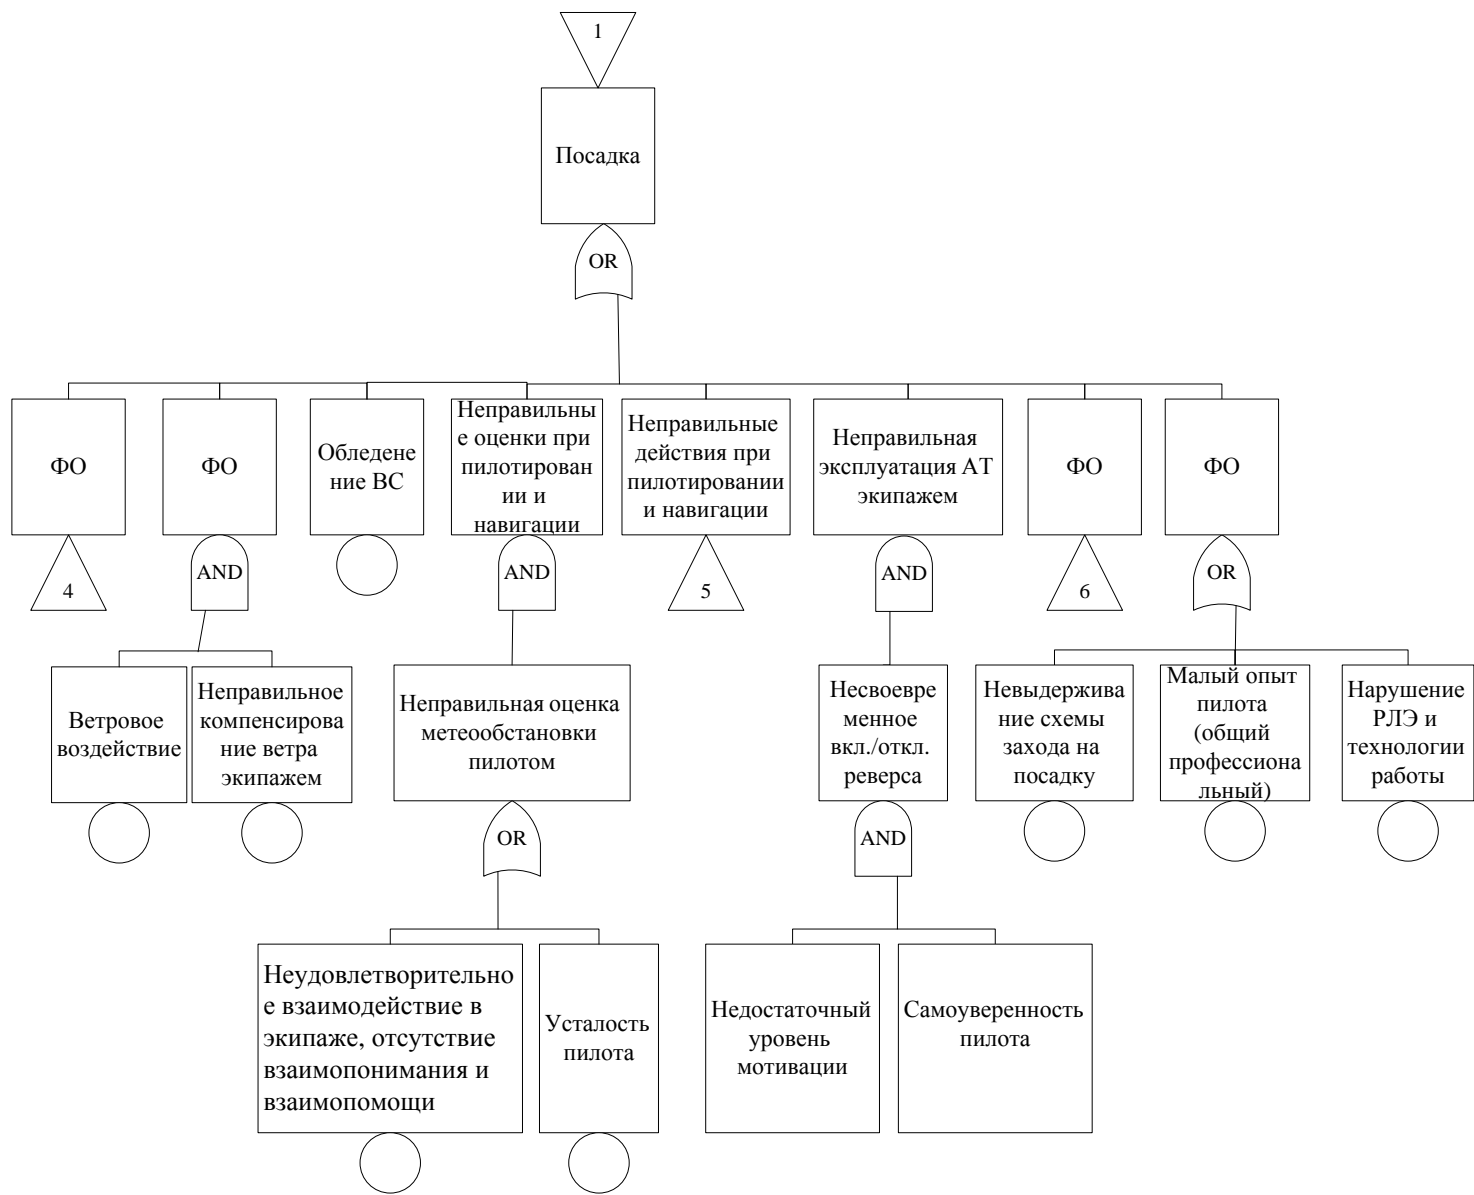 1
Посадка
OR
ФО
ФО
Обледене
ние ВС
Неправильны
е оценки при
пилотирован
ии и
навигации
Неправильные
действия при
пилотировании
и навигации
Неправильная
эксплуатация АТ
экипажем
ФО
ФО
4
AND
AND
5
AND
6
OR
Ветровое
воздействие
Неправильное
компенсирова
ние ветра
экипажем
Неправильная оценка
метеообстановки
пилотом
Несвоевре
менное
вкл./откл.
реверса
Невыдержива
ние схемы
захода на
посадку
Малый опыт
пилота
(общий
профессиона
льный)
Нарушение
РЛЭ и
технологии
работы
OR
AND
Неудовлетворительно
е взаимодействие в
экипаже, отсутствие
взаимопонимания и
взаимопомощи
Усталость
пилота
Недостаточный
уровень
мотивации
Самоуверенность
пилота